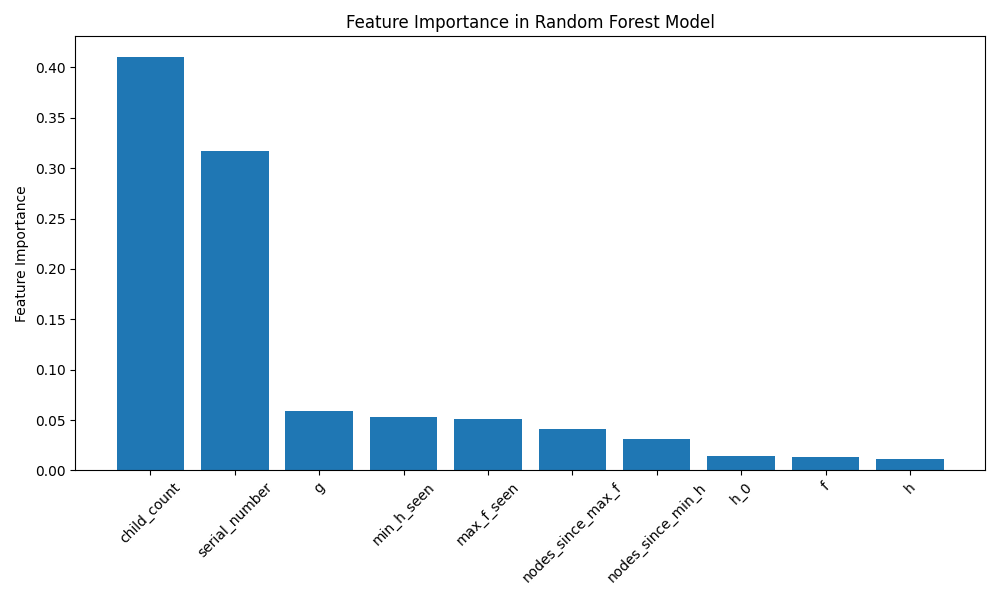 Feature Importance in Random Forest Model
Feature Importance
0.40
0.35
0.30
0.25
0.20
0.15
0.10
0.05
0.00
child_count
serial_number
g
min_h_seen
max_f_seen
nodes_since_max_f
nodes_since_min_h
h_0
f
h